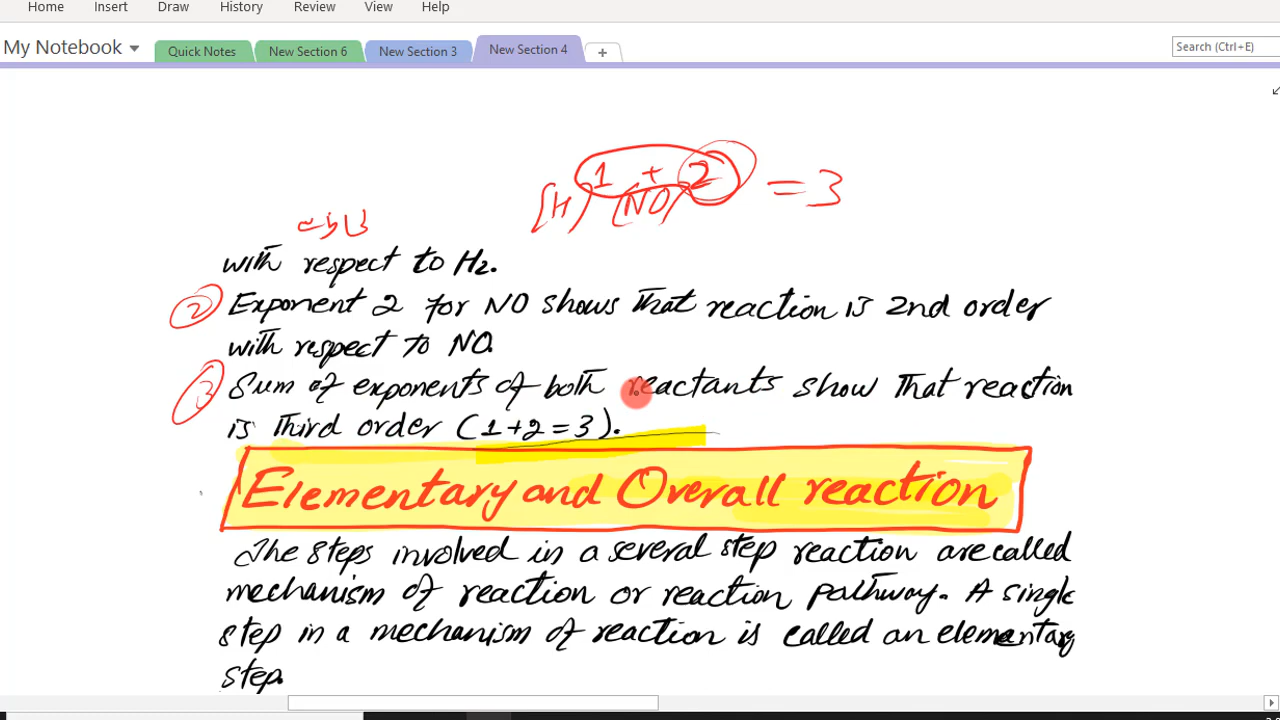 Home Insert Draw History Review View Help
My Notebook Quick Notes New Section 6 New Section 3 New Section 4 + Search (Ctrl+E)
1 + 2 = 3
[H] [NO]
with respect to H2.
2 Exponent 2 for NO shows that reaction is 2nd order
with respect to NO.
3 Sum of exponents of both reactants show that reaction
is third order (1+2=3).
Elementary and Overall reaction
The steps involved in a several step reaction are called
mechanism of reaction or reaction pathway. A single
step in a mechanism of reaction is called an elementary
step.